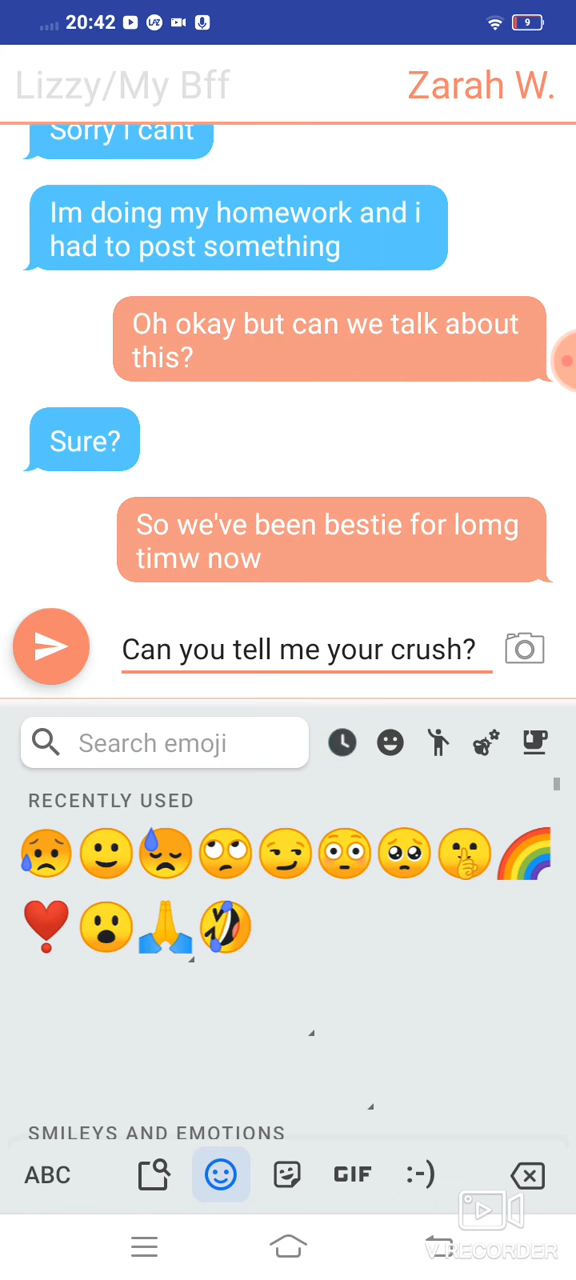 20:42
9
Lizzy/My Bff
Zarah W.
Sorry I cant
Im doing my homework and i
had to post something
Oh okay but can we talk about
this?
Sure?
So we've been bestie for lomg
timw now
Can you tell me your crush?
Search emoji
RECENTLY USED
SMILEYS AND EMOTIONS
ABC
GIF
:-)
V RECORDER